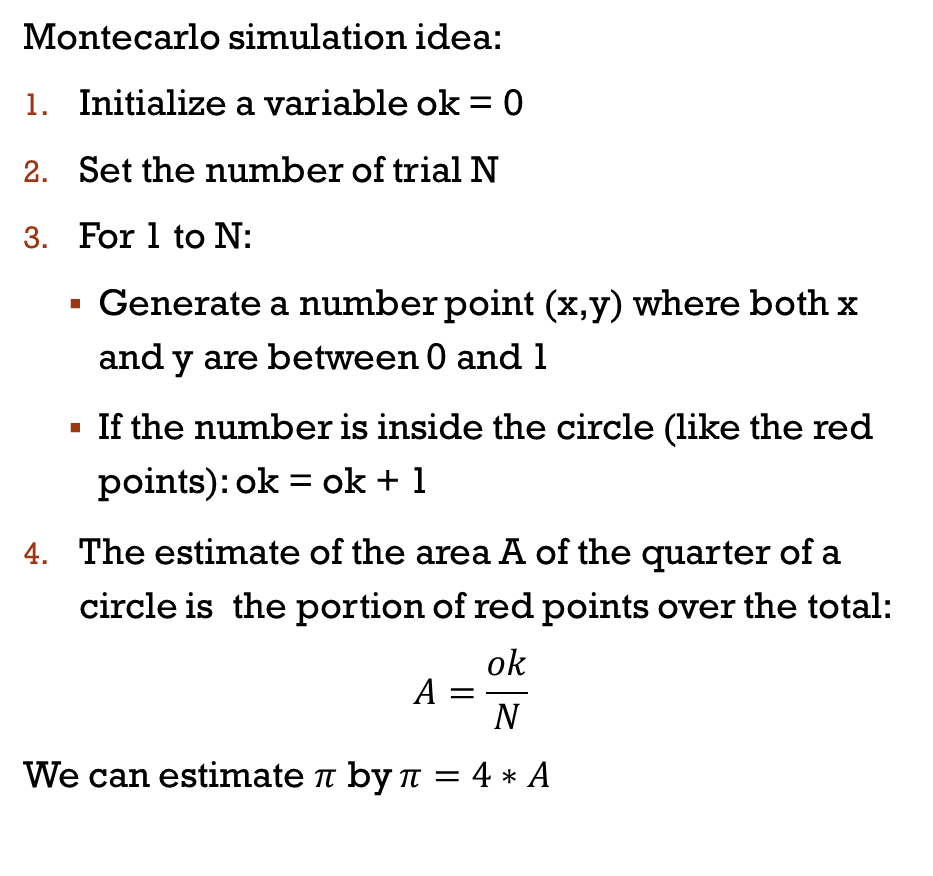 Montecarlo simulation idea:
1. Initialize a variable ok = 0
2. Set the number of trial N
3. For 1 to N:
▪ Generate a number point (x,y) where both x
and y are between 0 and 1
▪ If the number is inside the circle (like the red
points): ok = ok + 1
4. The estimate of the area A of the quarter of a
circle is the portion of red points over the total:
A = ok/N
We can estimate π by π = 4 ∗ A